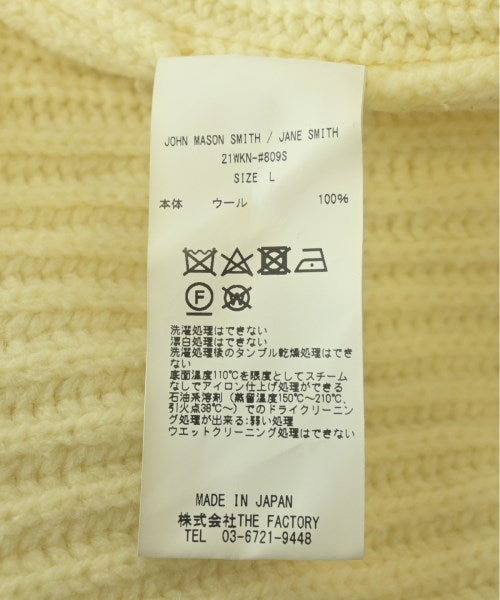 JOHN MASON SMITH / JANE SMITH
21WKN-#809S
SIZE L
本体 ウール 100%
F W
洗濯処理はできない
漂白処理はできない
洗濯処理後のタンブル乾燥処理はでき
ない
底面温度110℃を限度としてスチーム
なしでアイロン仕上げ処理ができる
石油系溶剤（蒸留温度150℃～210℃、
引火点38℃～）でのドライクリーニン
グ処理が出来る:弱い処理
ウエットクリーニング処理はできない
MADE IN JAPAN
株式会社THE FACTORY
TEL 03-6721-9448